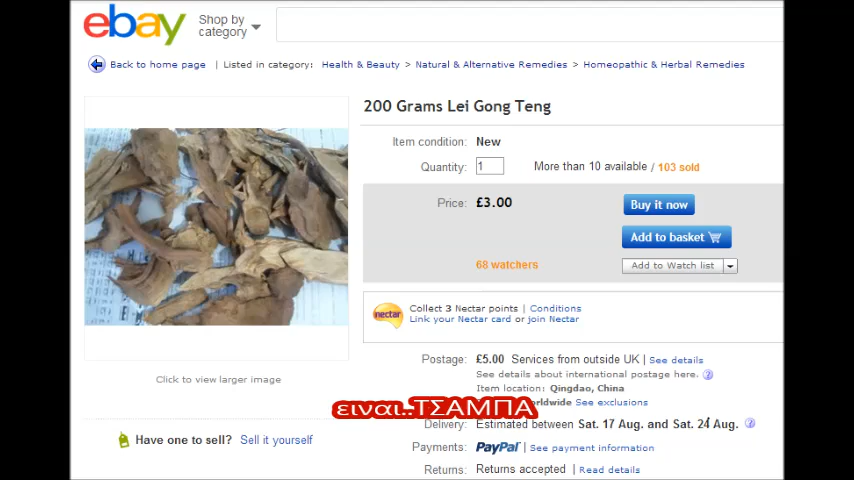 ebay
Shop by
category
Back to home page | Listed in category: Health & Beauty > Natural & Alternative Remedies > Homeopathic & Herbal Remedies
200 Grams Lei Gong Teng
Item condition: New
Quantity: 1 More than 10 available / 103 sold
Price: £3.00 Buy it now
Add to basket
68 watchers Add to Watch list
nectar Collect 3 Nectar points | Conditions
Link your Nectar card or join Nectar
Postage: £5.00 Services from outside UK | See details
See details about international postage here. ?
Item location: Qingdao, China
ειναι..ΤΣΑΜΠΑ
orldwide See exclusions
Delivery: Estimated between Sat. 17 Aug. and Sat. 24 Aug. ?
Payments: PayPal | See payment information
Returns: Returns accepted | Read details
Click to view larger image
Have one to sell? Sell it yourself